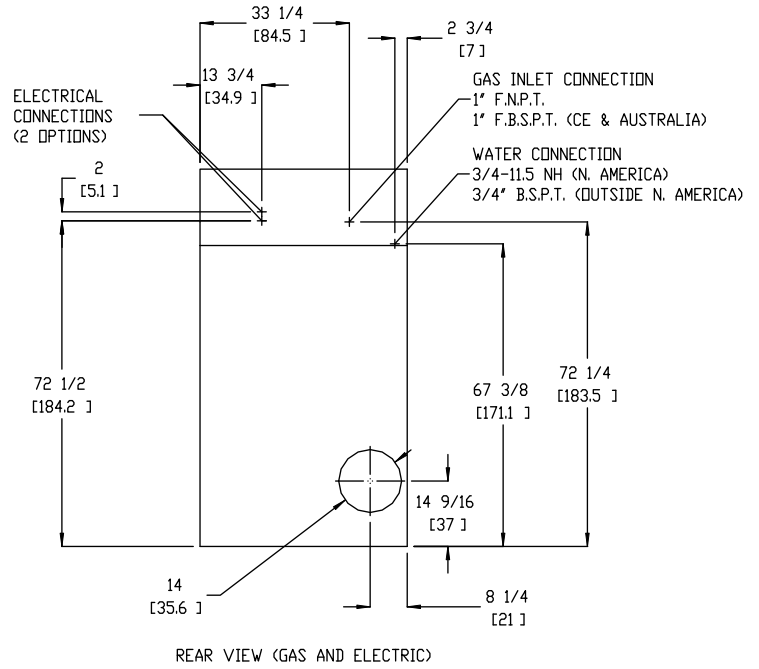 33 1/4
[84.5 ]
2 3/4
[7]
13 3/4
[34.9 ]
ELECTRICAL
CONNECTIONS
(2 OPTIONS)
GAS INLET CONNECTION
1" F.N.P.T.
1" F.B.S.P.T. (CE & AUSTRALIA)
WATER CONNECTION
3/4-11.5 NH (N. AMERICA)
3/4" B.S.P.T. (OUTSIDE N. AMERICA)
2
[5.1 ]
72 1/2
[184.2 ]
67 3/8
[171.1 ]
72 1/4
[183.5 ]
14 9/16
[37 ]
14
[35.6 ]
8 1/4
[21 ]
REAR VIEW (GAS AND ELECTRIC)